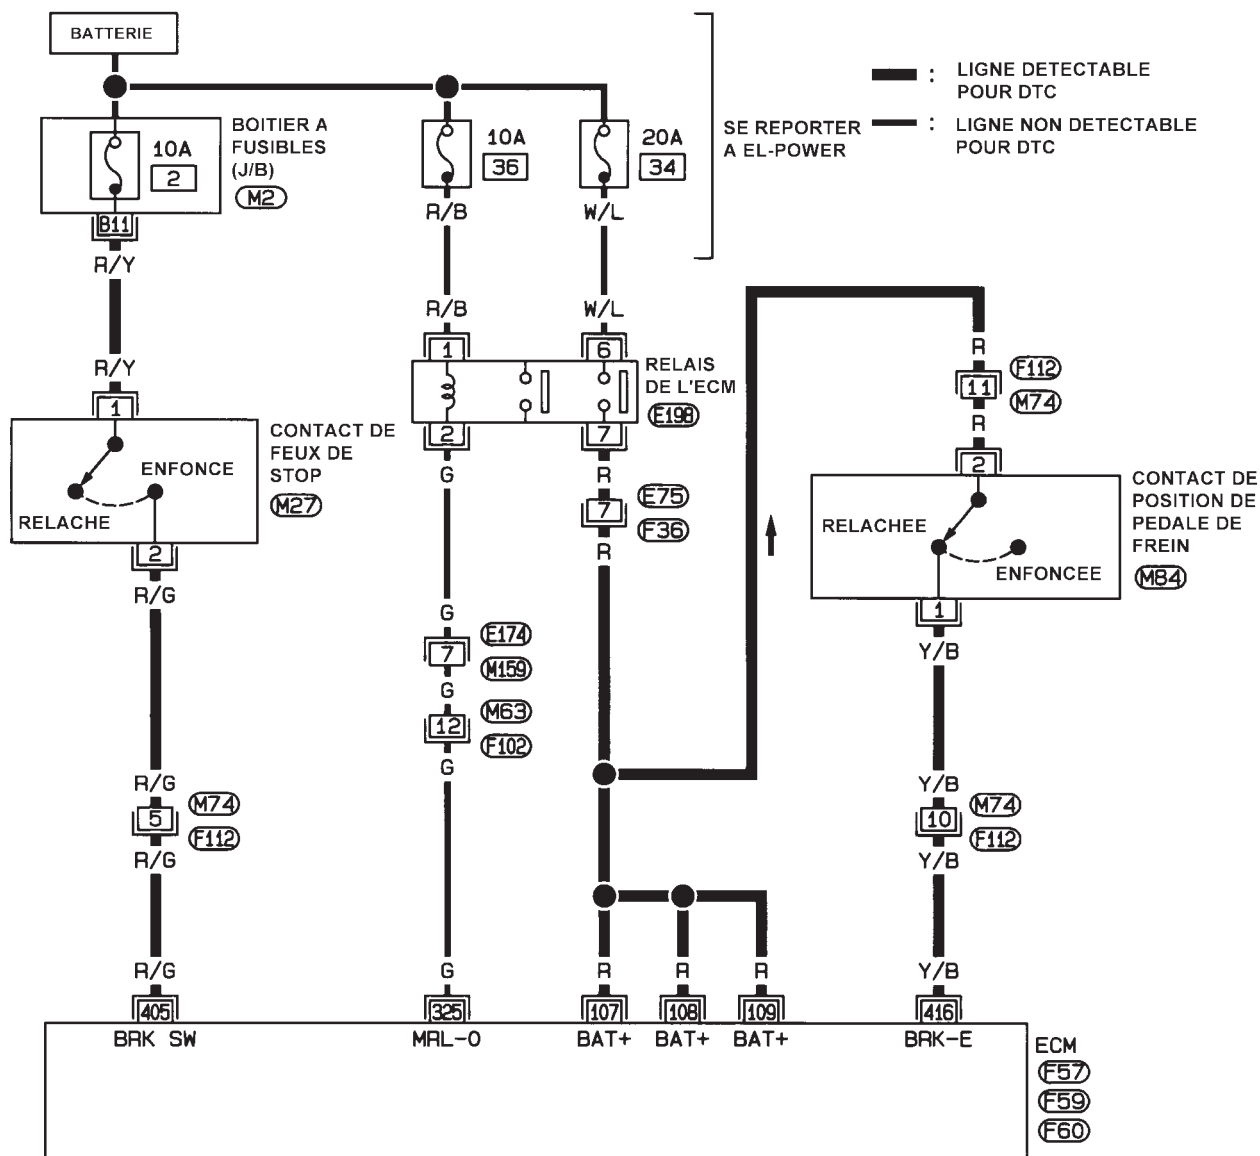 BATTERIE
BOITIER A
FUSIBLES
(J/B)
M2
10A
2
B11
10A
36
20A
34
SE REPORTER
A EL-POWER
: LIGNE DETECTABLE
POUR DTC
: LIGNE NON DETECTABLE
POUR DTC
R/Y
R/B
W/L
R/Y
R/B
W/L
1
1
6
RELAIS
DE L'ECM
E198
2
7
CONTACT DE
FEUX DE
STOP
M27
ENFONCE
RELACHE
2
R/G
G
R
7
E75
F36
R
R
11
F112
M74
R
2
CONTACT DE
POSITION DE
PEDALE DE
FREIN
M84
RELACHEE
ENFONCEE
1
Y/B
G
7
E174
M159
G
12
M63
F102
G
R/G
5
M74
F112
R/G
Y/B
10
M74
F112
Y/B
R/G
G
R
R
R
Y/B
405
325
107
108
109
416
BRK SW
MRL-O
BAT+
BAT+
BAT+
BRK-E
ECM
F57
F59
F60